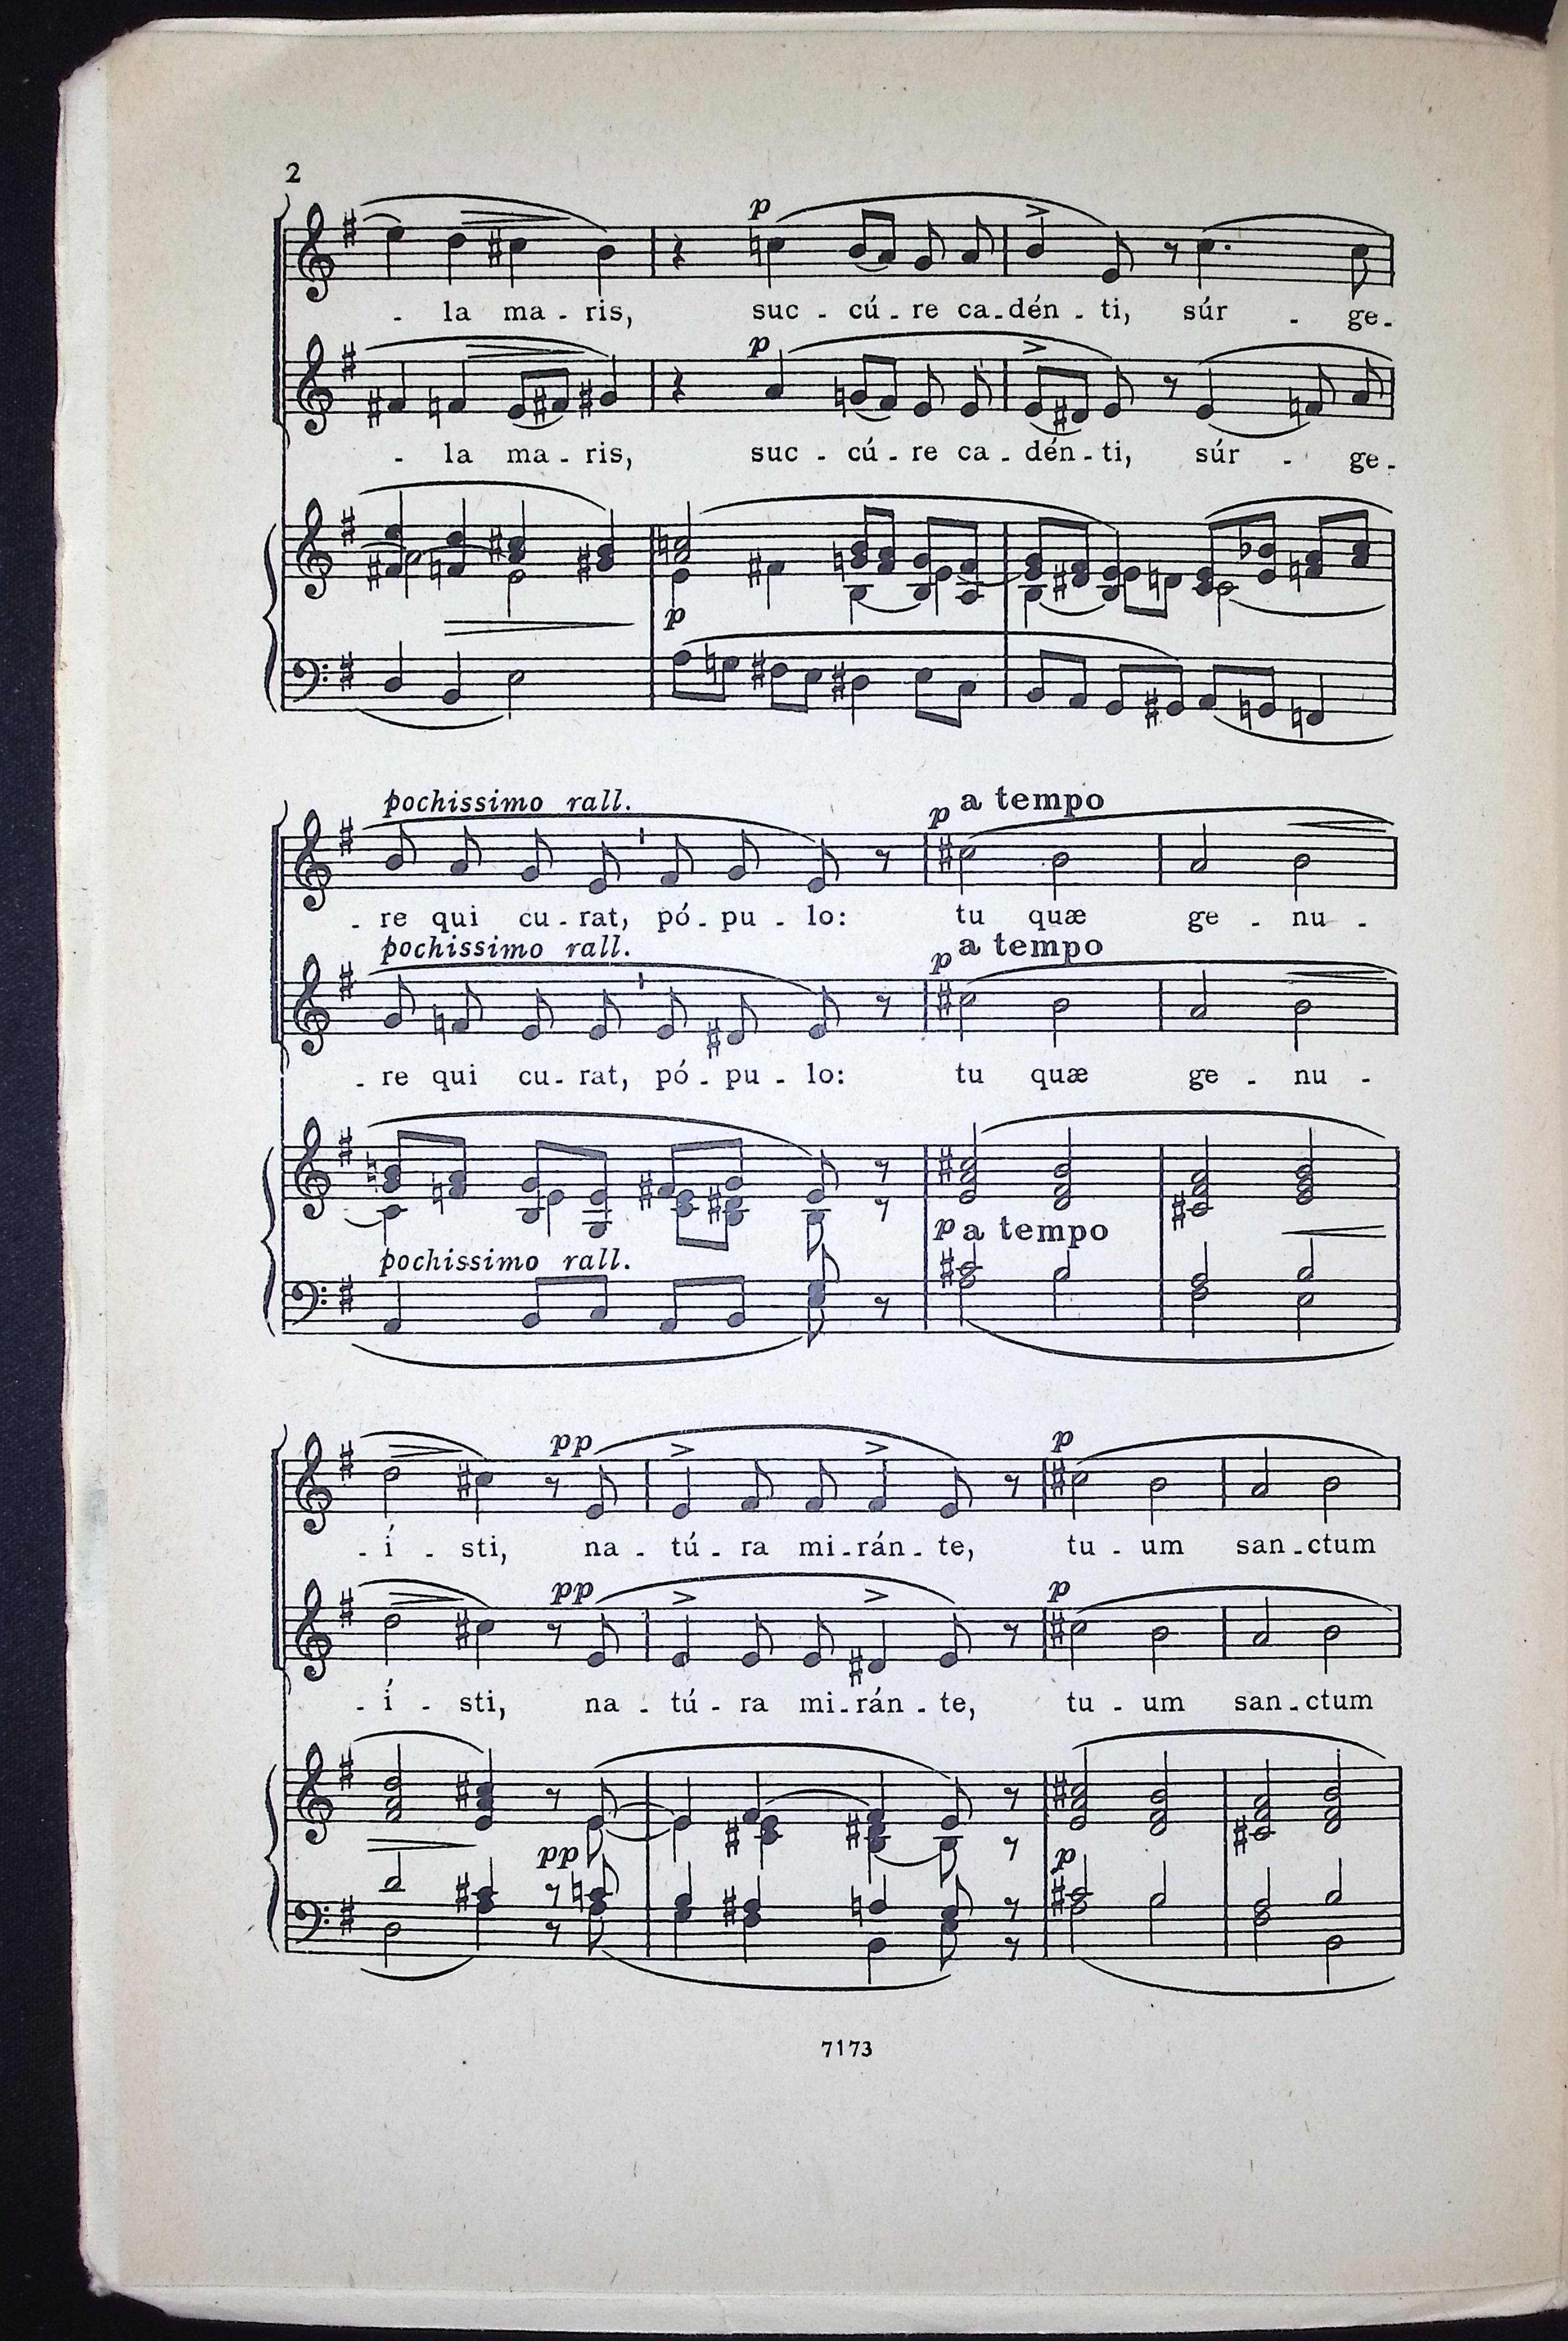 2
p
- la ma - ris, suc - cú - re ca - dén - ti, súr - ge -
p
- la ma - ris, suc - cú - re ca - dén - ti, súr - ge -
p
pochissimo rall. p a tempo
- re qui cu - rat, pó - pu - lo: tu quæ ge - nu -
pochissimo rall. p a tempo
- re qui cu - rat, pó - pu - lo: tu quæ ge - nu -
p a tempo
pochissimo rall.
pp p
- í - sti, na - tú - ra mi - rán - te, tu - um san - ctum
pp p
- í - sti, na - tú - ra mi - rán - te, tu - um san - ctum
pp p
7173